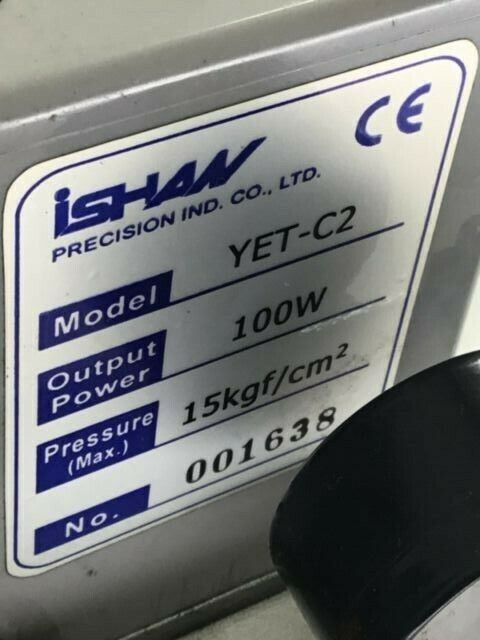 iSHAN CE
PRECISION IND. CO., LTD.
Model YET-C2
Output Power 100W
Pressure (Max.) 15kgf/cm²
No. 001638